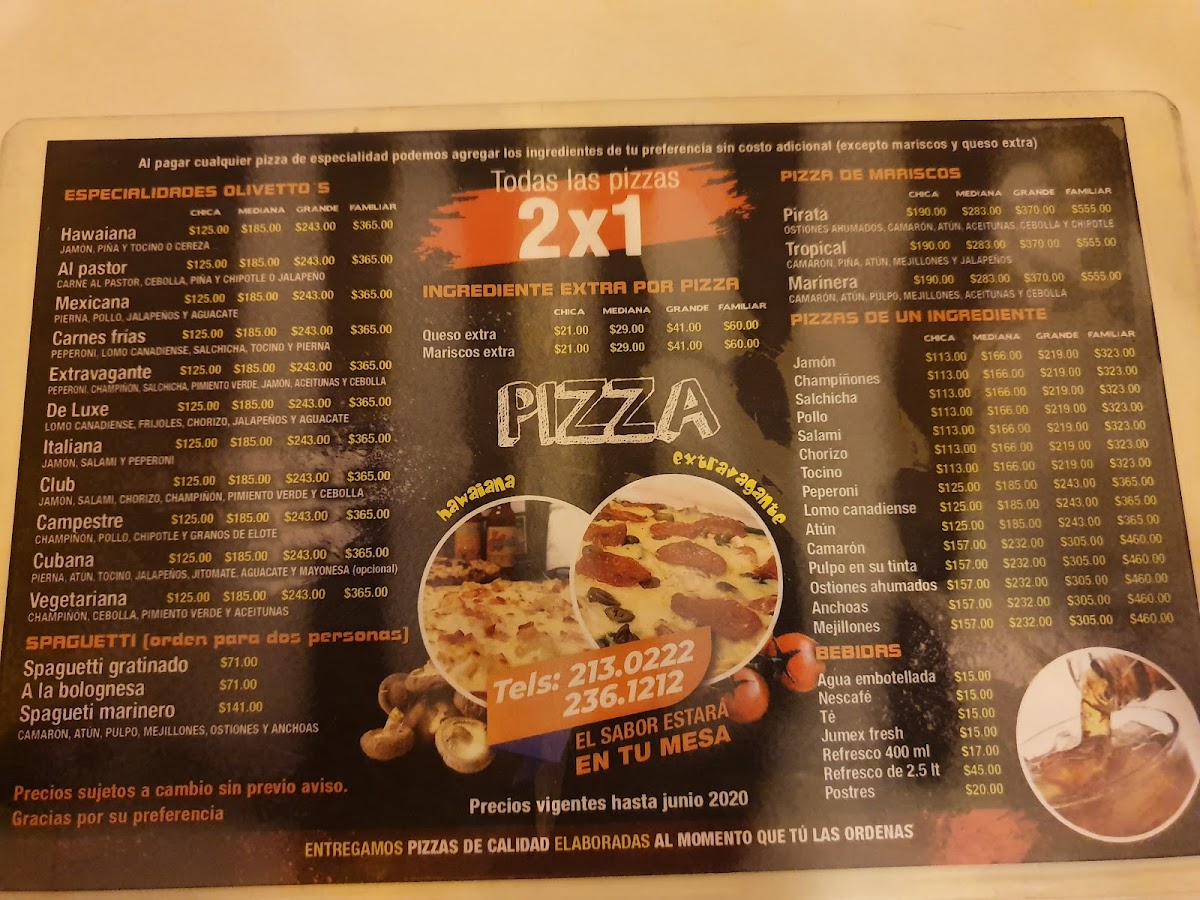 Al pagar cualquier pizza de especialidad podemos agregar los ingredientes de tu preferencia sin costo adicional (excepto mariscos y queso extra)
ESPECIALIDADES OLIVETTO´S
CHICA MEDIANA GRANDE FAMILIAR
Hawaiana $125.00 $185.00 $243.00 $365.00
JAMÓN, PIÑA Y TOCINO O CEREZA
Al pastor $125.00 $185.00 $243.00 $365.00
CARNE AL PASTOR, CEBOLLA, PIÑA Y CHIPOTLE O JALAPEÑO
Mexicana $125.00 $185.00 $243.00 $365.00
PIERNA, POLLO, JALAPEÑOS Y AGUACATE
Carnes frías $125.00 $185.00 $243.00 $365.00
PEPERONI, LOMO CANADIENSE, SALCHICHA, TOCINO Y PIERNA
Extravagante $125.00 $185.00 $243.00 $365.00
PEPERONI, CHAMPIÑON, SALCHICHA, PIMIENTO VERDE, JAMÓN, ACEITUNAS Y CEBOLLA
De Luxe $125.00 $185.00 $243.00 $365.00
LOMO CANADIENSE, FRIJOLES, CHORIZO, JALAPEÑOS Y AGUACATE
Italiana $125.00 $185.00 $243.00 $365.00
JAMÓN, SALAMI Y PEPERONI
Club $125.00 $185.00 $243.00 $365.00
JAMÓN, SALAMI, CHORIZO, CHAMPIÑON, PIMIENTO VERDE Y CEBOLLA
Campestre $125.00 $185.00 $243.00 $365.00
CHAMPIÑON, POLLO, CHIPOTLE Y GRANOS DE ELOTE
Cubana $125.00 $185.00 $243.00 $365.00
PIERNA, ATÚN, TOCINO, JALAPEÑOS, JITOMATE, AGUACATE Y MAYONESA (opcional)
Vegetariana $125.00 $185.00 $243.00 $365.00
CHAMPIÑON, CEBOLLA, PIMIENTO VERDE Y ACEITUNAS
SPAGUETTI (orden para dos personas)
Spaguetti gratinado $71.00
A la bolognesa $71.00
Spagueti marinero $141.00
CAMARÓN, ATÚN, PULPO, MEJILLONES, OSTIONES Y ANCHOAS
Precios sujetos a cambio sin previo aviso.
Gracias por su preferencia
Todas las pizzas
2x1
INGREDIENTE EXTRA POR PIZZA
CHICA MEDIANA GRANDE FAMILIAR
Queso extra $21.00 $29.00 $41.00 $60.00
Mariscos extra $21.00 $29.00 $41.00 $60.00
PIZZA
hawaiana
extravagante
Tels: 213.0222
236.1212
EL SABOR ESTARÁ
EN TU MESA
Precios vigentes hasta junio 2020
PIZZA DE MARISCOS
CHICA MEDIANA GRANDE FAMILIAR
Pirata $190.00 $283.00 $370.00 $555.00
OSTIONES AHUMADOS, CAMARÓN, ATÚN, ACEITUNAS, CEBOLLA Y CHIPOTLE
Tropical $190.00 $283.00 $370.00 $555.00
CAMARÓN, PIÑA, ATÚN, MEJILLONES Y JALAPEÑOS
Marinera $190.00 $283.00 $370.00 $555.00
CAMARÓN, ATÚN, PULPO, MEJILLONES, ACEITUNAS Y CEBOLLA
PIZZAS DE UN INGREDIENTE
CHICA MEDIANA GRANDE FAMILIAR
Jamón $113.00 $166.00 $219.00 $323.00
Champiñones $113.00 $166.00 $219.00 $323.00
Salchicha $113.00 $166.00 $219.00 $323.00
Pollo $113.00 $166.00 $219.00 $323.00
Salami $113.00 $166.00 $219.00 $323.00
Chorizo $113.00 $166.00 $219.00 $323.00
Tocino $113.00 $166.00 $219.00 $323.00
Peperoni $125.00 $185.00 $243.00 $365.00
Lomo canadiense $125.00 $185.00 $243.00 $365.00
Atún $125.00 $185.00 $243.00 $365.00
Camarón $157.00 $232.00 $305.00 $460.00
Pulpo en su tinta $157.00 $232.00 $305.00 $460.00
Ostiones ahumados $157.00 $232.00 $305.00 $460.00
Anchoas $157.00 $232.00 $305.00 $460.00
Mejillones $157.00 $232.00 $305.00 $460.00
BEBIDAS
Agua embotellada $15.00
Nescafé $15.00
Té $15.00
Jumex fresh $15.00
Refresco 400 ml $17.00
Refresco de 2.5 lt $45.00
Postres $20.00
ENTREGAMOS PIZZAS DE CALIDAD ELABORADAS AL MOMENTO QUE TÚ LAS ORDENAS